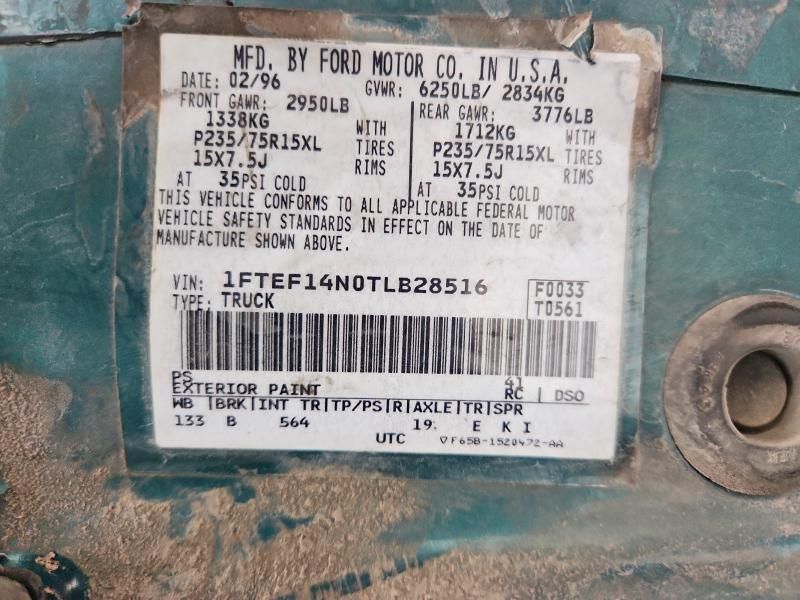 MFD. BY FORD MOTOR CO. IN U.S.A.
DATE: 02/96 GVWR: 6250LB/ 2834KG
FRONT GAWR: 2950LB REAR GAWR: 3776LB
1338KG WITH 1712KG WITH
P235/75R15XL TIRES P235/75R15XL TIRES
15X7.5J RIMS 15X7.5J RIMS
AT 35PSI COLD AT 35PSI COLD
THIS VEHICLE CONFORMS TO ALL APPLICABLE FEDERAL MOTOR
VEHICLE SAFETY STANDARDS IN EFFECT ON THE DATE OF
MANUFACTURE SHOWN ABOVE.
VIN: 1FTEF14N0TLB28516 F0033
TYPE: TRUCK T0561
PS 41
EXTERIOR PAINT RC DSO
WB |BRK|INT TR|TP/PS|R|AXLE|TR|SPR
133 B 564 19 E K I
UTC F65B-1520472-AA